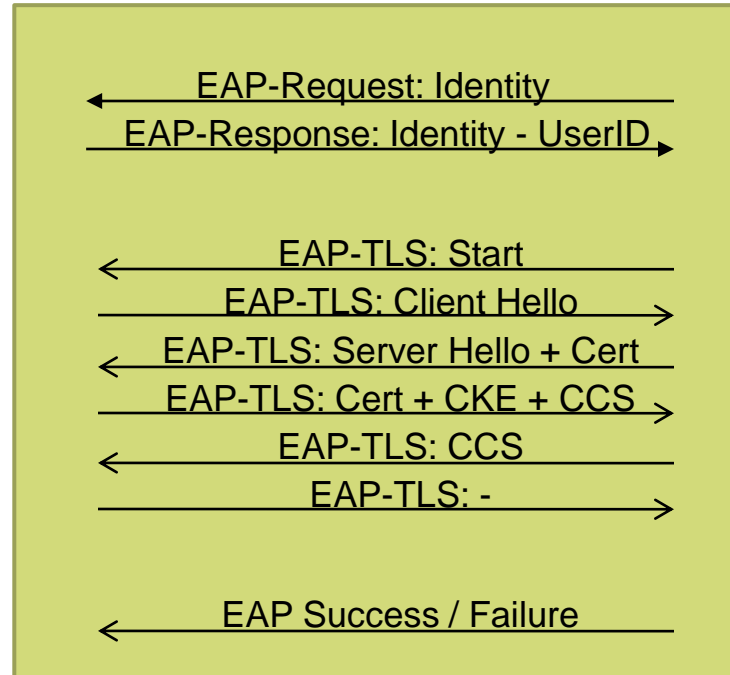 EAP-Request: Identity
EAP-Response: Identity - UserID
EAP-TLS: Start
EAP-TLS: Client Hello
EAP-TLS: Server Hello + Cert
EAP-TLS: Cert + CKE + CCS
EAP-TLS: CCS
EAP-TLS: -
EAP Success / Failure